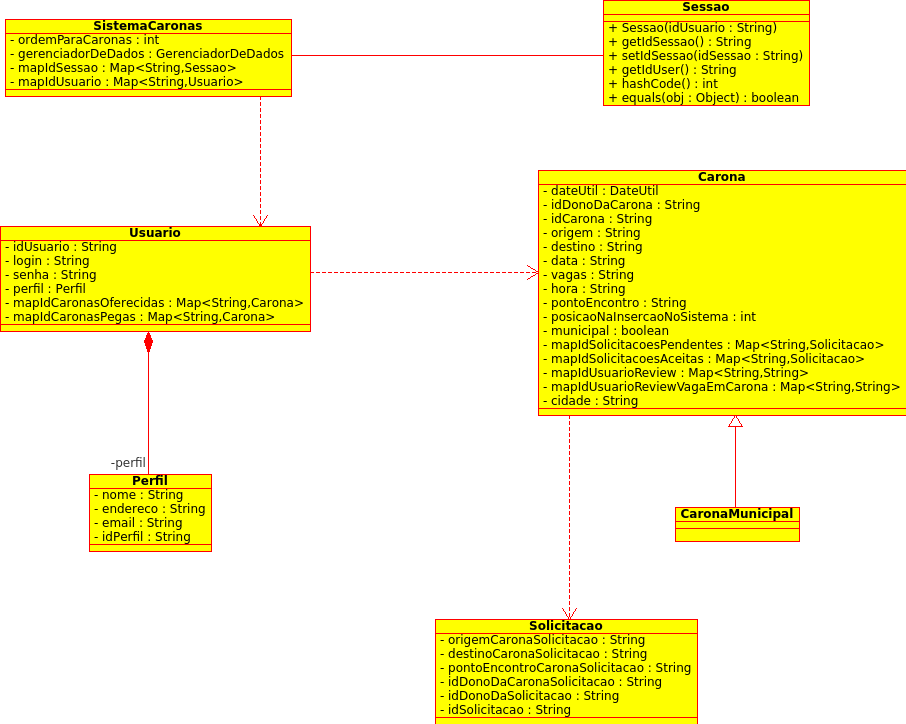 SistemaCaronas
- ordemParaCaronas : int
- gerenciadorDeDados : GerenciadorDeDados
- mapIdSessao : Map<String,Sessao>
- mapIdUsuario : Map<String,Usuario>
Sessao
+ Sessao(idUsuario : String)
+ getIdSessao() : String
+ setIdSessao(idSessao : String)
+ getIdUser() : String
+ hashCode() : int
+ equals(obj : Object) : boolean
Usuario
- idUsuario : String
- login : String
- senha : String
- perfil : Perfil
- mapIdCaronasOferecidas : Map<String,Carona>
- mapIdCaronasPegas : Map<String,Carona>
Carona
- dateUtil : DateUtil
- idDonoDaCarona : String
- idCarona : String
- origem : String
- destino : String
- data : String
- vagas : String
- hora : String
- pontoEncontro : String
- posicaoNaInsercaoNoSistema : int
- municipal : boolean
- mapIdSolicitacoesPendentes : Map<String,Solicitacao>
- mapIdSolicitacoesAceitas : Map<String,Solicitacao>
- mapIdUsuarioReview : Map<String,String>
- mapIdUsuarioReviewVagaEmCarona : Map<String,String>
- cidade : String
-perfil
Perfil
- nome : String
- endereco : String
- email : String
- idPerfil : String
CaronaMunicipal
Solicitacao
- origemCaronaSolicitacao : String
- destinoCaronaSolicitacao : String
- pontoEncontroCaronaSolicitacao : String
- idDonoDaCaronaSolicitacao : String
- idDonoDaSolicitacao : String
- idSolicitacao : String